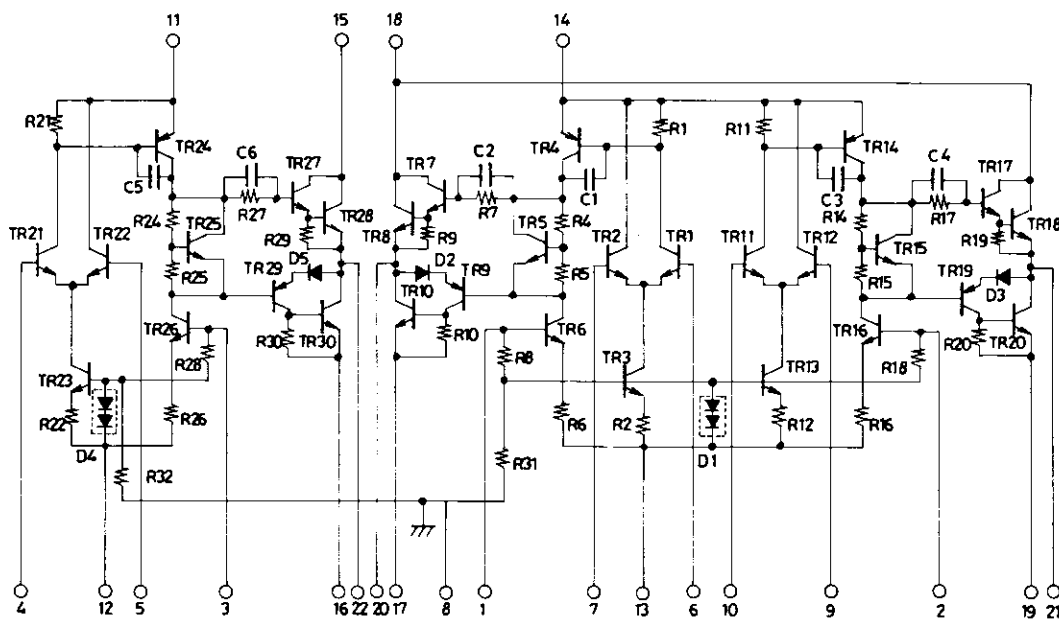 11 15 18 14
R21 TR24 C5 C6 TR27 TR7 C2 TR4 R1 R11 TR14 C3 C4 TR17
R24 TR25 R27 TR28 R7 C1 R4 R14 R17 TR18
TR21 TR22 R29 TR8 R9 TR5 TR2 TR1 TR11 TR12 TR15 R19
R25 TR29 D5 D2 TR9 R5 R15 TR19 D3
TR26 R28 R30 TR30 TR10 R10 TR6 R8 TR16 R18 R20 TR20
TR23 R22 R26 TR3 R2 R6 TR13 R12 R16
D4 R32 R31 D1
4 12 5 3 16 22 20 17 8 1 7 13 6 10 9 2 19 21